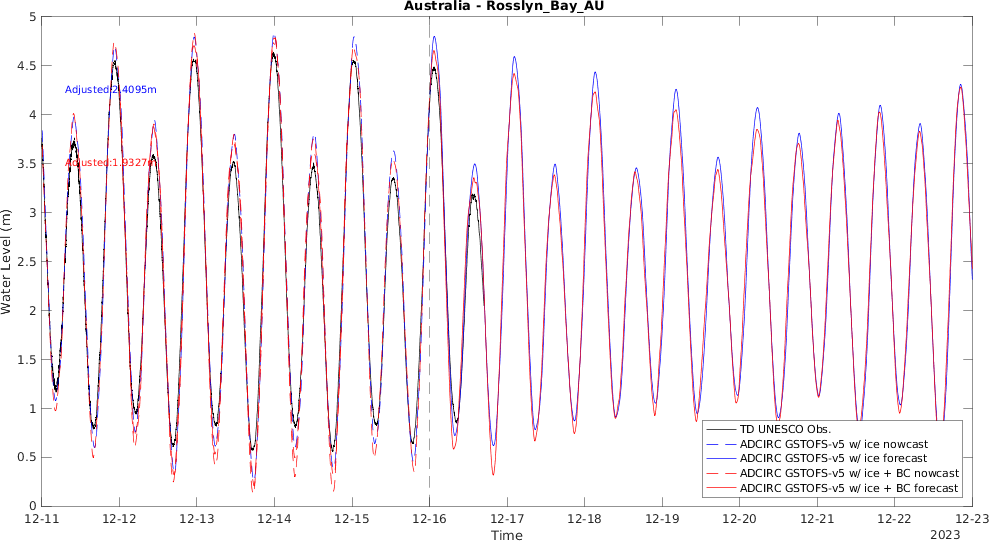 Australia - Rosslyn_Bay_AU
5
4.5
Adjusted:2.4095m
4
3.5
Adjusted:1.9327m
3
Water Level (m)
2.5
2
1.5
1
0.5
0
TD UNESCO Obs.
ADCIRC GSTOFS-v5 w/ ice nowcast
ADCIRC GSTOFS-v5 w/ ice forecast
ADCIRC GSTOFS-v5 w/ ice + BC nowcast
ADCIRC GSTOFS-v5 w/ ice + BC forecast
12-11 12-12 12-13 12-14 12-15 12-16 12-17 12-18 12-19 12-20 12-21 12-22 12-23
Time
2023